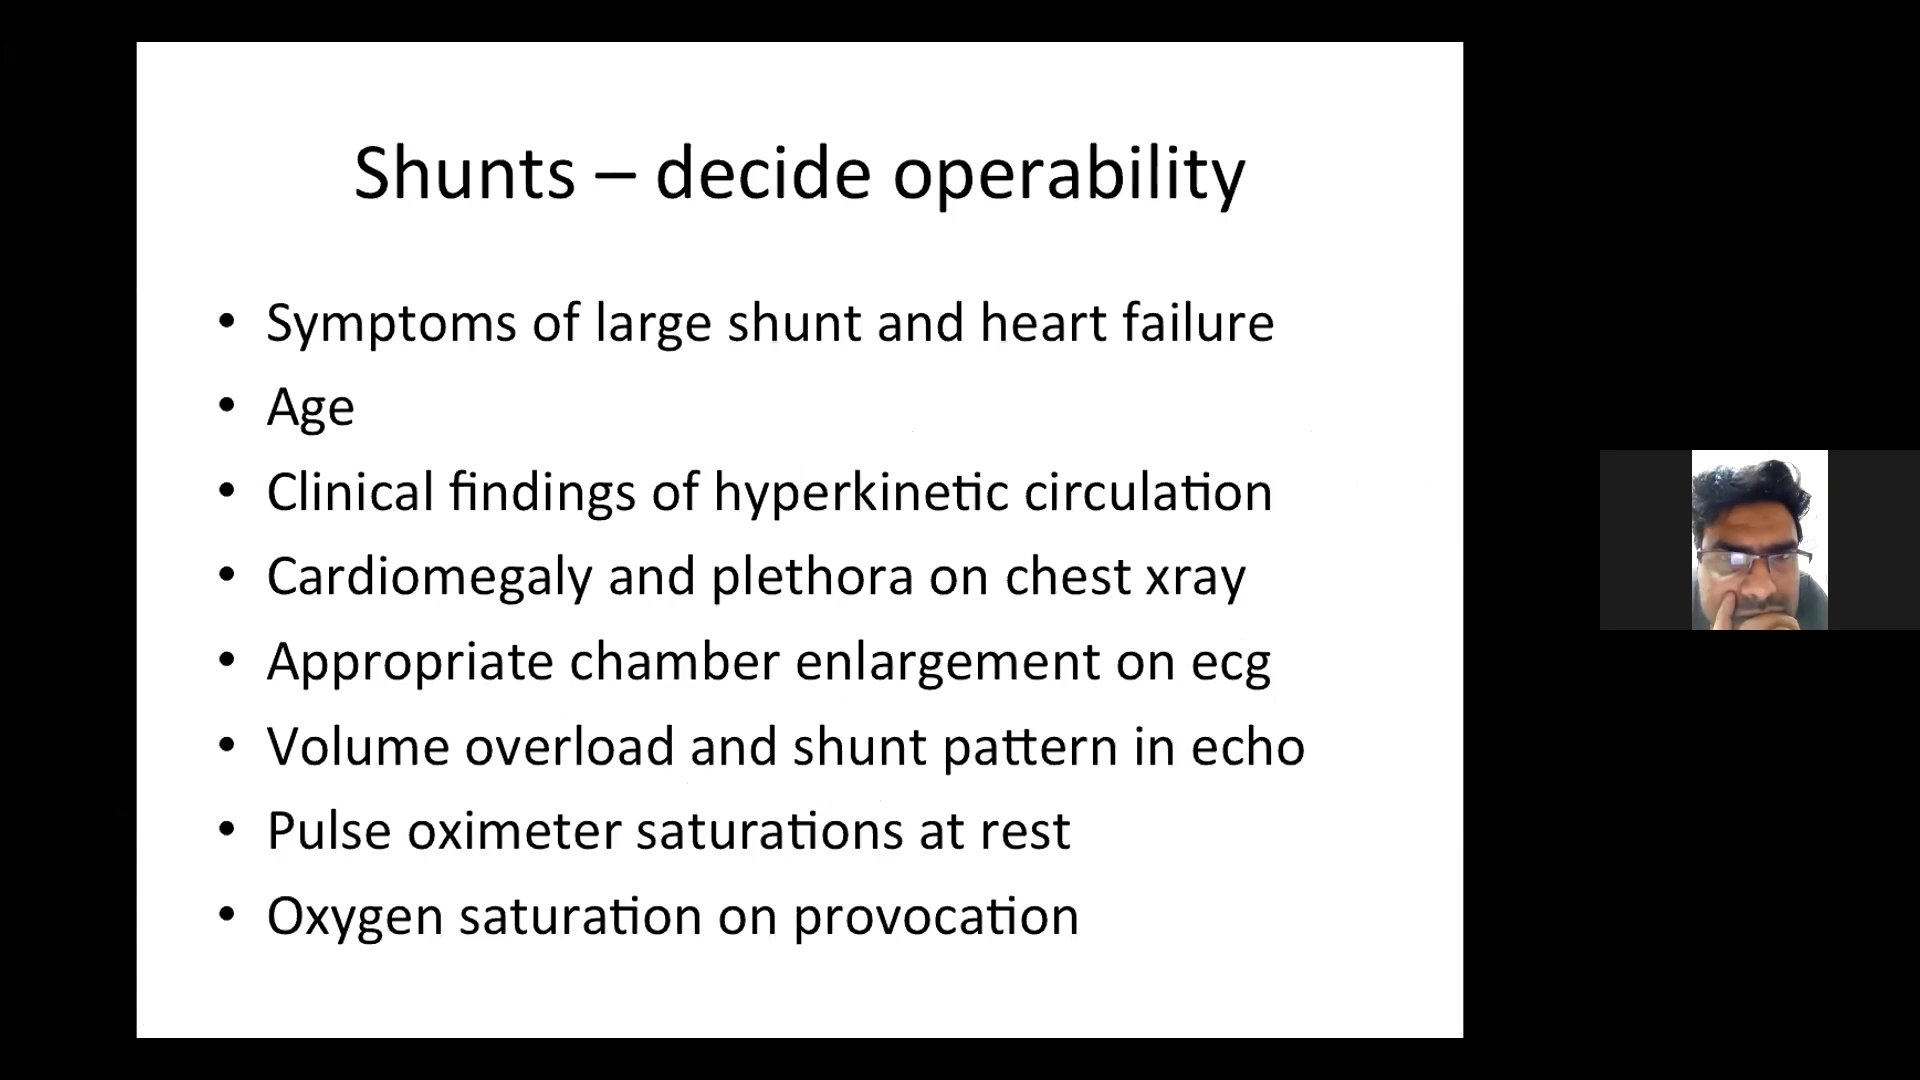 Shunts – decide operability
• Symptoms of large shunt and heart failure
• Age
• Clinical findings of hyperkinetic circulation
• Cardiomegaly and plethora on chest xray
• Appropriate chamber enlargement on ecg
• Volume overload and shunt pattern in echo
• Pulse oximeter saturations at rest
• Oxygen saturation on provocation